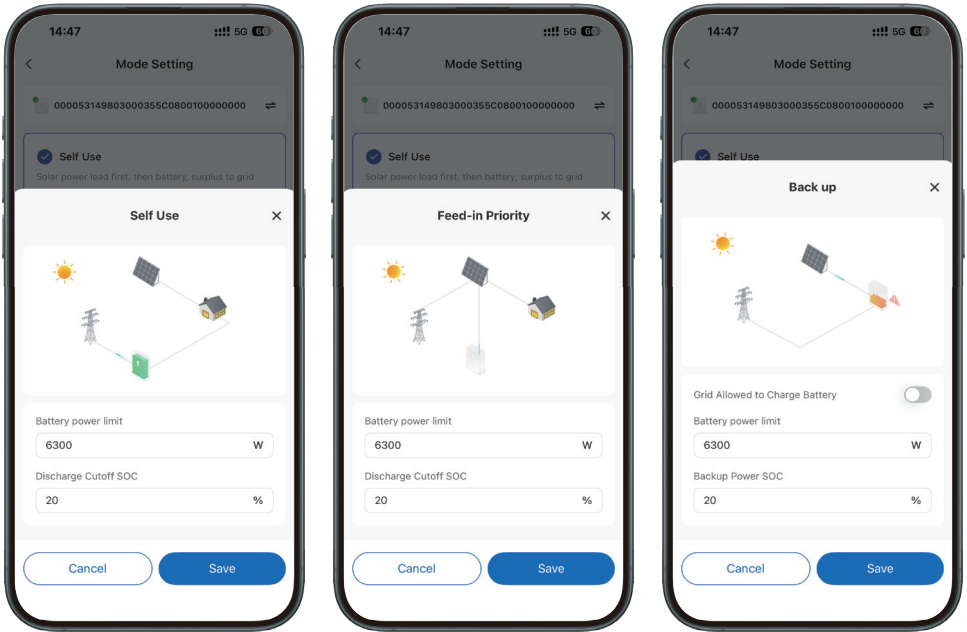 14:47
5G 60
Mode Setting
000053149803000355C0800100000000
Self Use
Solar power load first, then battery, surplus to grid
Self Use
Battery power limit
6300 W
Discharge Cutoff SOC
20 %
Cancel Save
14:47
5G 60
Mode Setting
000053149803000355C0800100000000
Self Use
Solar power load first, then battery, surplus to grid
Feed-in Priority
Battery power limit
6300 W
Discharge Cutoff SOC
20 %
Cancel Save
14:47
5G 60
Mode Setting
000053149803000355C0800100000000
Self Use
Back up
Grid Allowed to Charge Battery
Battery power limit
6300 W
Backup Power SOC
20 %
Cancel Save